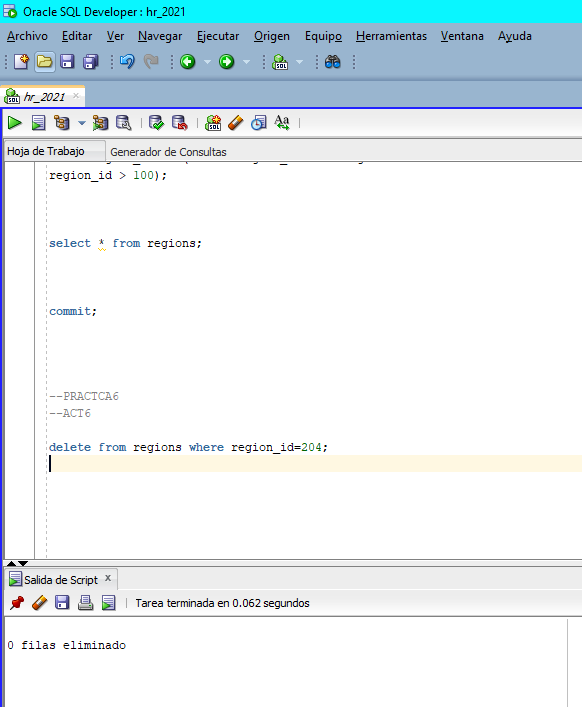 Oracle SQL Developer : hr_2021
Archivo Editar Ver Navegar Ejecutar Origen Equipo Herramientas Ventana Ayuda
hr_2021
Hoja de Trabajo Generador de Consultas
region_id > 100);
select * from regions;
commit;
--PRACTCA6
--ACT6
delete from regions where region_id=204;
Salida de Script x
Tarea terminada en 0.062 segundos
0 filas eliminado